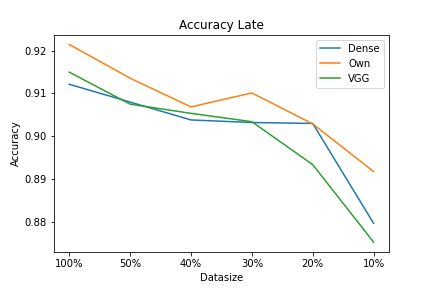 Accuracy Late
Dense
Own
VGG
0.92
0.91
0.90
0.89
0.88
Accuracy
100% 50% 40% 30% 20% 10%
Datasize